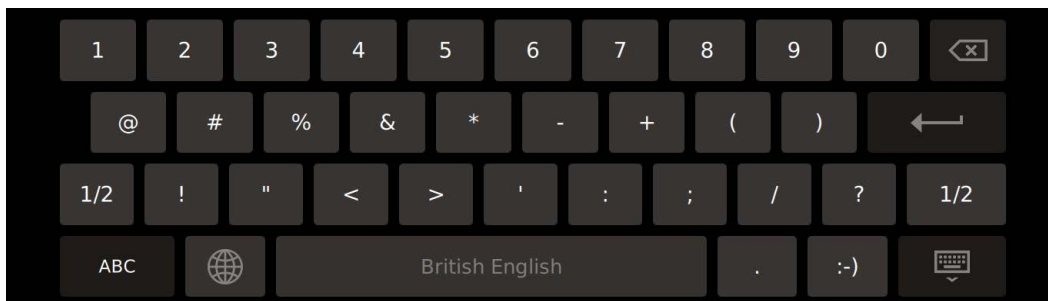 1 2 3 4 5 6 7 8 9 0
@ # % & * - + ( )
1/2 ! " < > ' : ; / ? 1/2
ABC British English . :-)